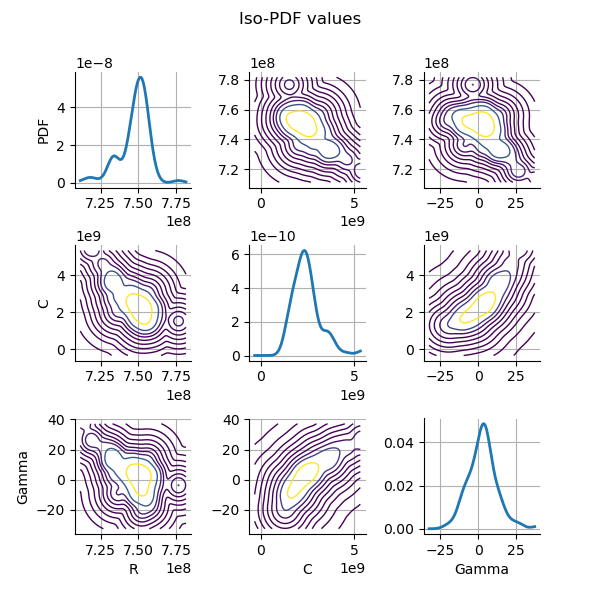 Iso-PDF values
1e−8
1e8
1e8
PDF
4
2
0
7.8
7.6
7.4
7.2
7.8
7.6
7.4
7.2
7.25 7.50 7.75
1e8
0 5
1e9
−25 0 25
1e9
1e−10
1e9
C
4
2
0
6
4
2
0
4
2
0
7.25 7.50 7.75
1e8
0 5
1e9
−25 0 25
Gamma
40
20
0
−20
40
20
0
−20
0.04
0.02
0.00
7.25 7.50 7.75
1e8
0 5
1e9
−25 0 25
R C Gamma